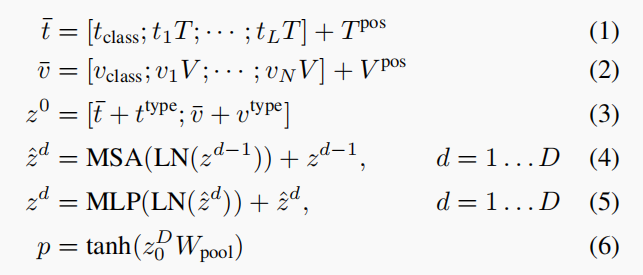 t̄ = [t_class; t_1T; ··· ; t_LT] + T^pos (1)
v̄ = [v_class; v_1V; ··· ; v_NV] + V^pos (2)
z^0 = [t̄ + t^type; v̄ + v^type] (3)
ẑ^d = MSA(LN(z^{d−1})) + z^{d−1}, d = 1 . . . D (4)
z^d = MLP(LN(ẑ^d)) + ẑ^d, d = 1 . . . D (5)
p = tanh(z_0^D W_pool) (6)